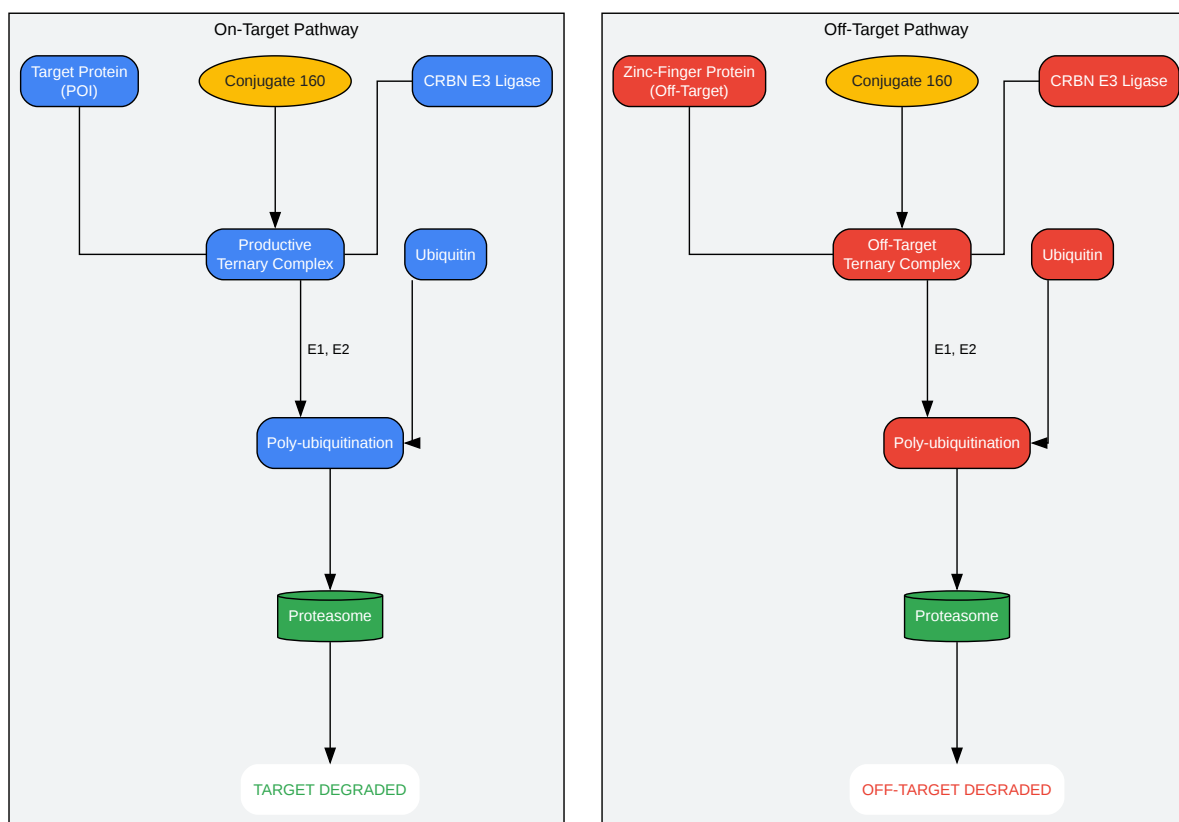 On-Target Pathway
Target Protein
(POI)
Conjugate 160
CRBN E3 Ligase
Productive
Ternary Complex
Ubiquitin
E1, E2
Poly-ubiquitination
Proteasome
TARGET DEGRADED
Off-Target Pathway
Zinc-Finger Protein
(Off-Target)
Conjugate 160
CRBN E3 Ligase
Off-Target
Ternary Complex
Ubiquitin
E1, E2
Poly-ubiquitination
Proteasome
OFF-TARGET DEGRADED